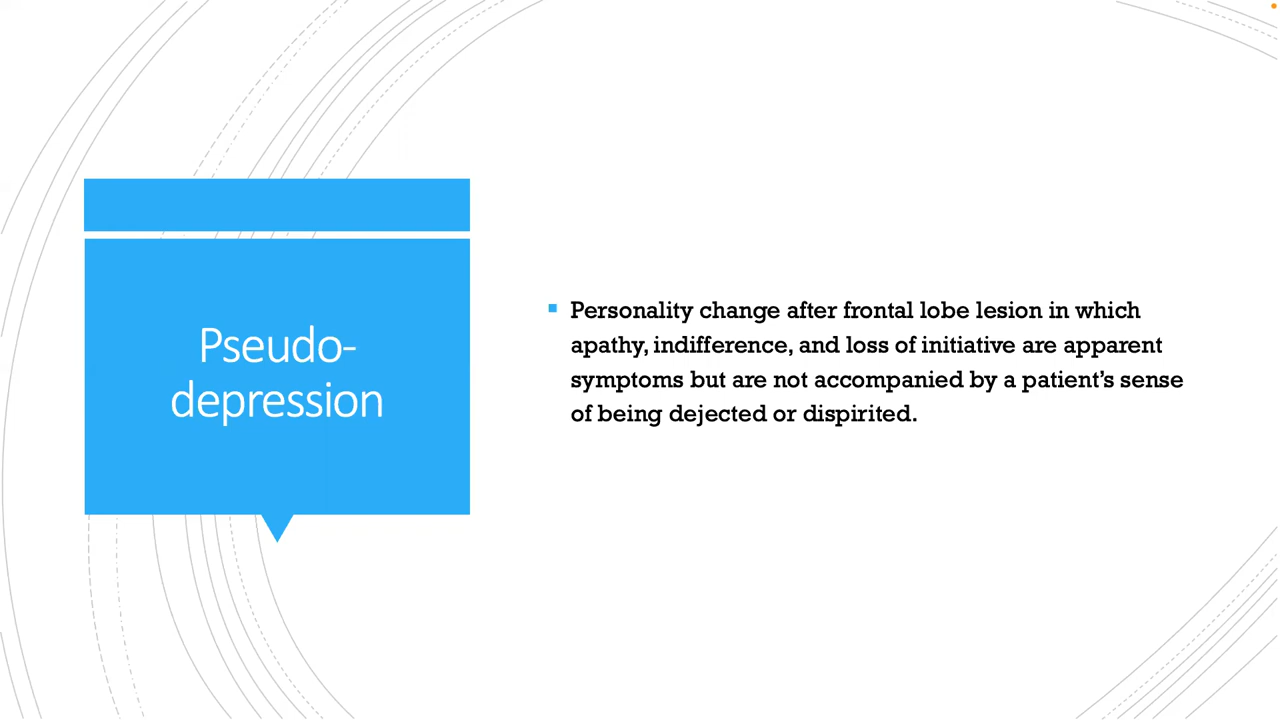 Pseudo-
depression
▪ Personality change after frontal lobe lesion in which
apathy, indifference, and loss of initiative are apparent
symptoms but are not accompanied by a patient’s sense
of being dejected or dispirited.